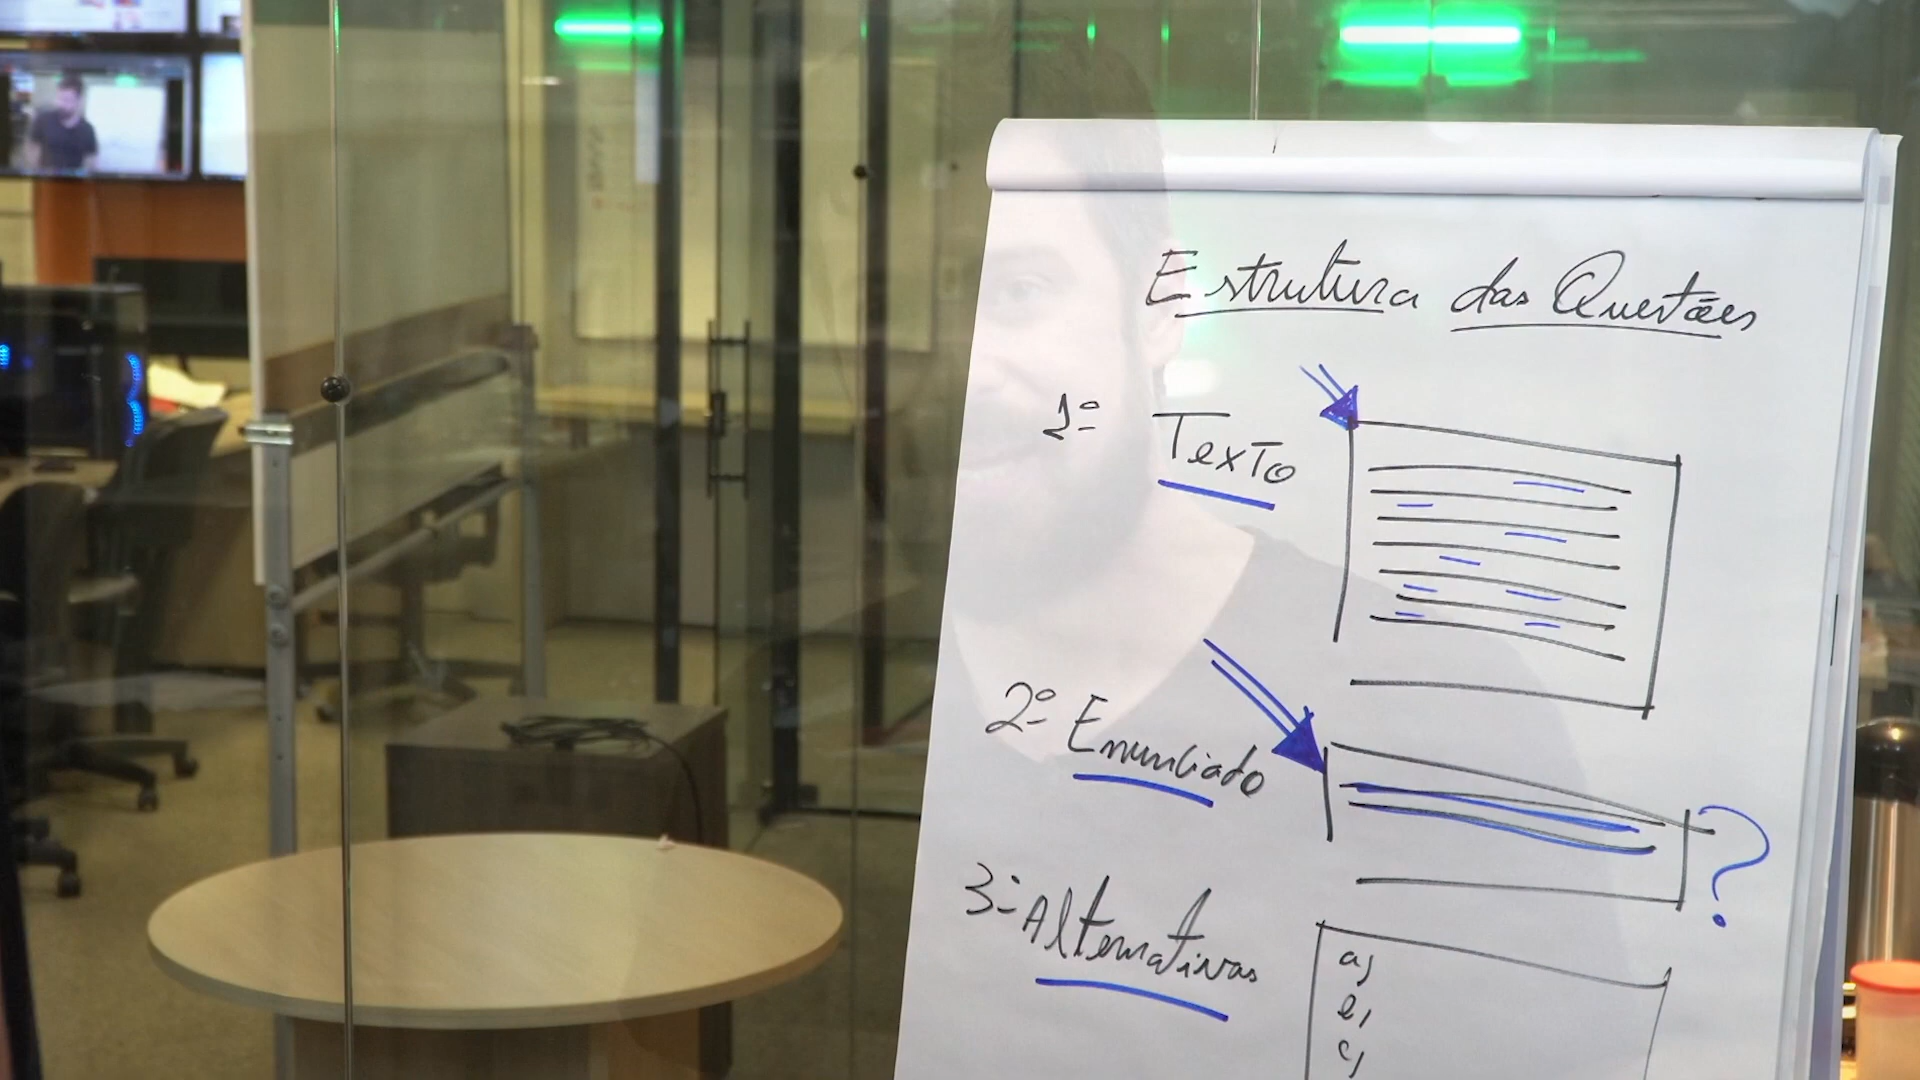 Estrutura das Questões
1º Texto
2º Enunciado
?
3º Alternativas
a)
b)
c)